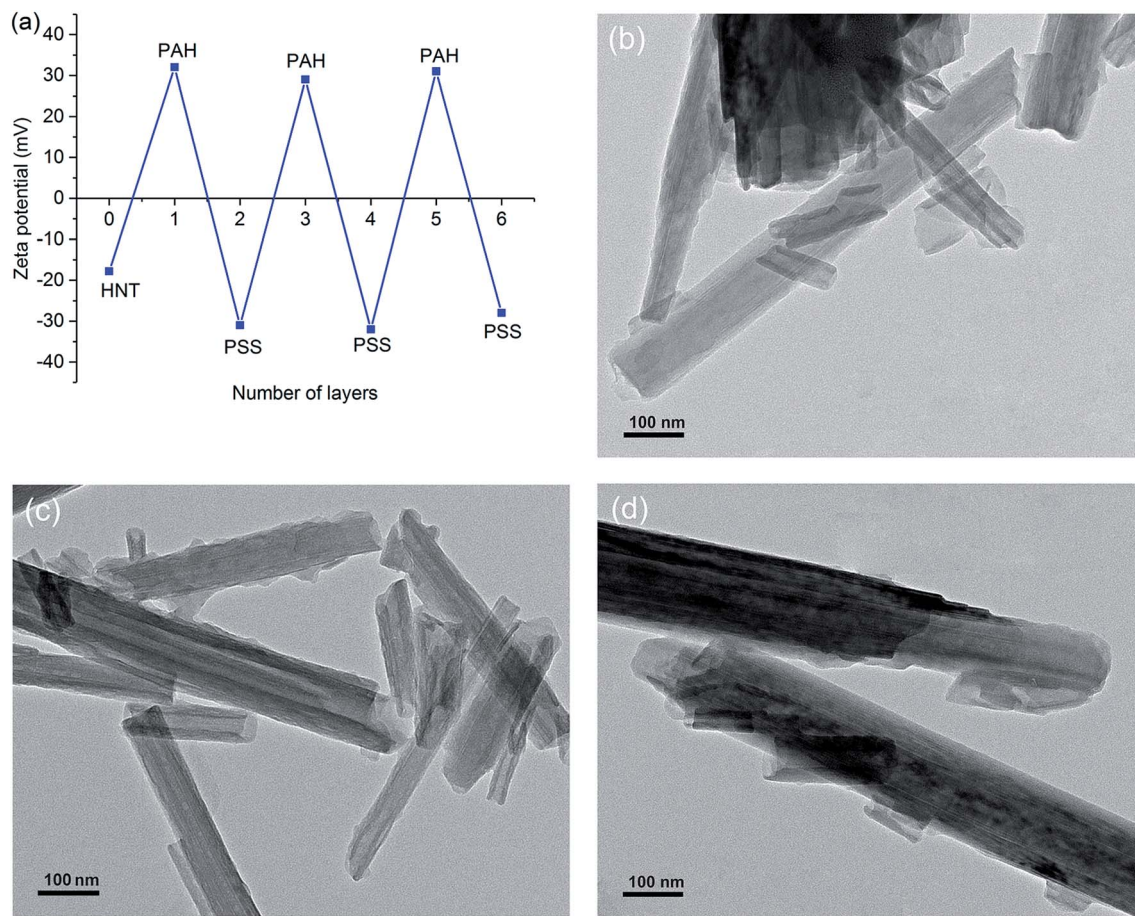 (a)
PAH
PAH
PAH
40
30
20
10
0
-10
-20
-30
-40
0 1 2 3 4 5 6
HNT
PSS
PSS
PSS
Zeta potential (mV)
Number of layers
(b)
100 nm
(c)
100 nm
(d)
100 nm